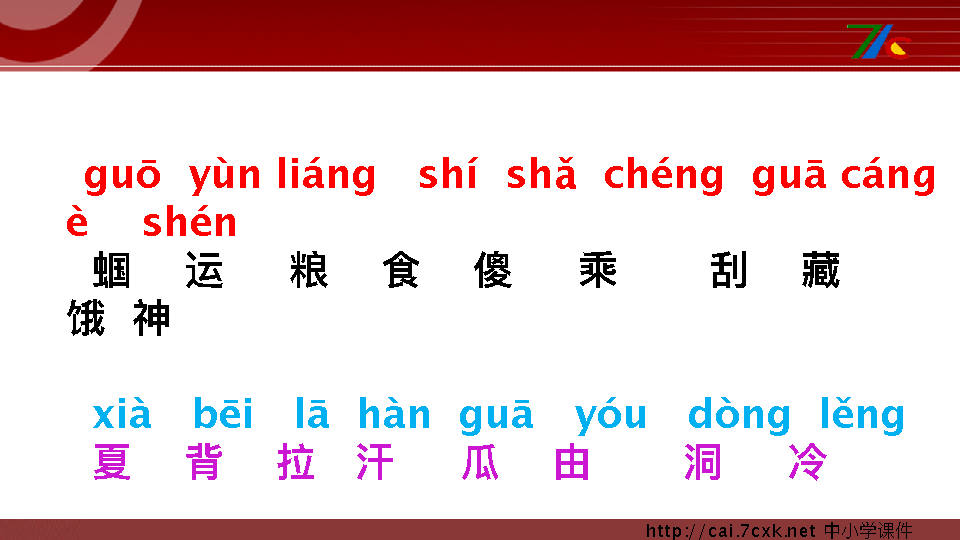 guō yùn liáng shí shǎ chéng guā cáng
è shén
蝈 运 粮 食 傻 乘 刮 藏
饿 神
xià bēi lā hàn guā yóu dòng lěng
夏 背 拉 汗 瓜 由 洞 冷
http://cai.7cxk.net 中小学课件